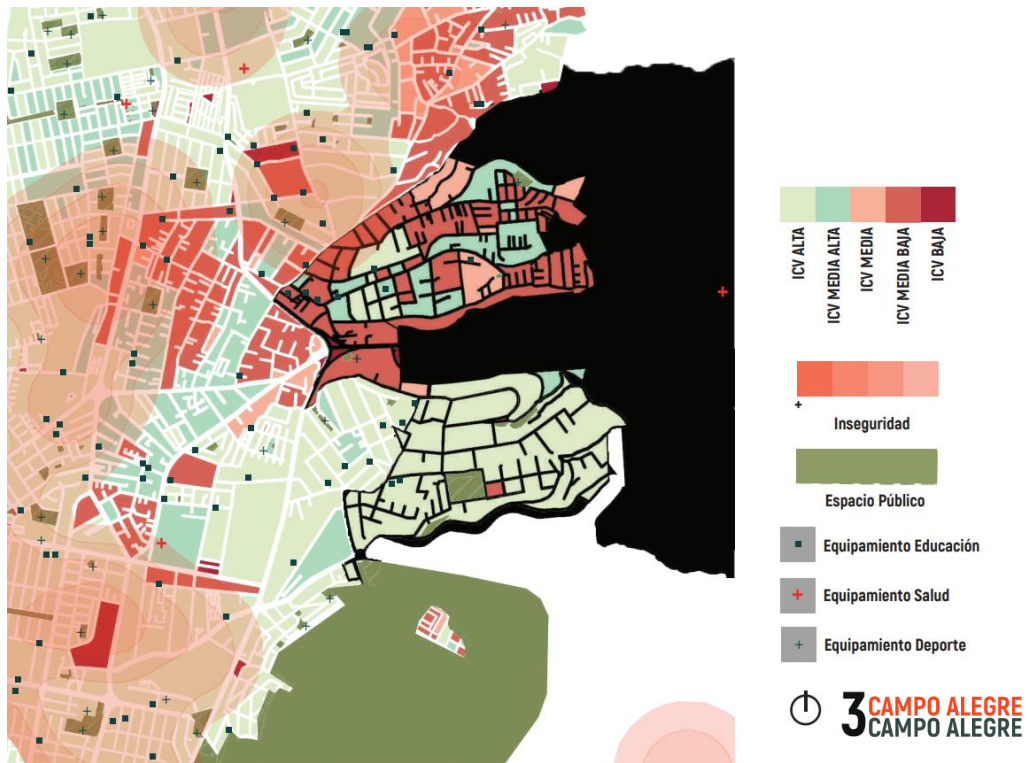 ICV ALTA
ICV MEDIA ALTA
ICV MEDIA
ICV MEDIA BAJA
ICV BAJA
+
Inseguridad
Espacio Público
Equipamiento Educación
Equipamiento Salud
Equipamiento Deporte
3 CAMPO ALEGRE
CAMPO ALEGRE